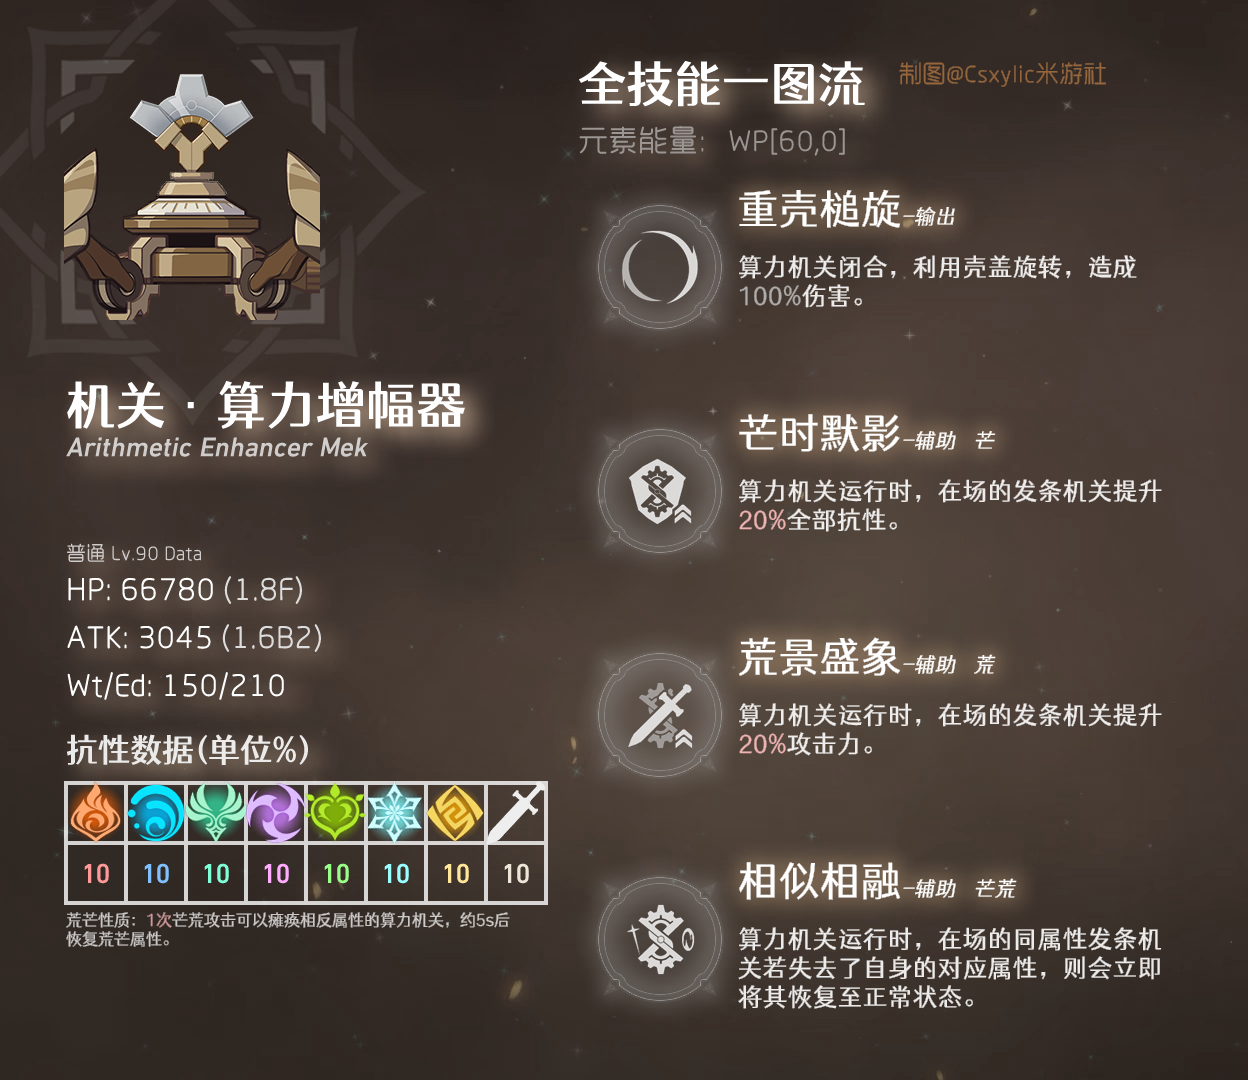 全技能一图流
制图@Csxylic米游社
元素能量： WP[60,0]
重壳槌旋–输出
算力机关闭合，利用壳盖旋转，造成
100%伤害。
机关·算力增幅器
Arithmetic Enhancer Mek
芒时默影–辅助 芒
算力机关运行时，在场的发条机关提升
20%全部抗性。
普通 Lv.90 Data
HP: 66780 (1.8F)
ATK: 3045 (1.6B2)
Wt/Ed: 150/210
荒景盛象–辅助 荒
算力机关运行时，在场的发条机关提升
20%攻击力。
抗性数据(单位%)
10 10 10 10 10 10 10 10
荒芒性质：1次芒荒攻击可以瘫痪相反属性的算力机关，约5s后
恢复荒芒属性。
相似相融–辅助 芒荒
算力机关运行时，在场的同属性发条机
关若失去了自身的对应属性，则会立即
将其恢复至正常状态。